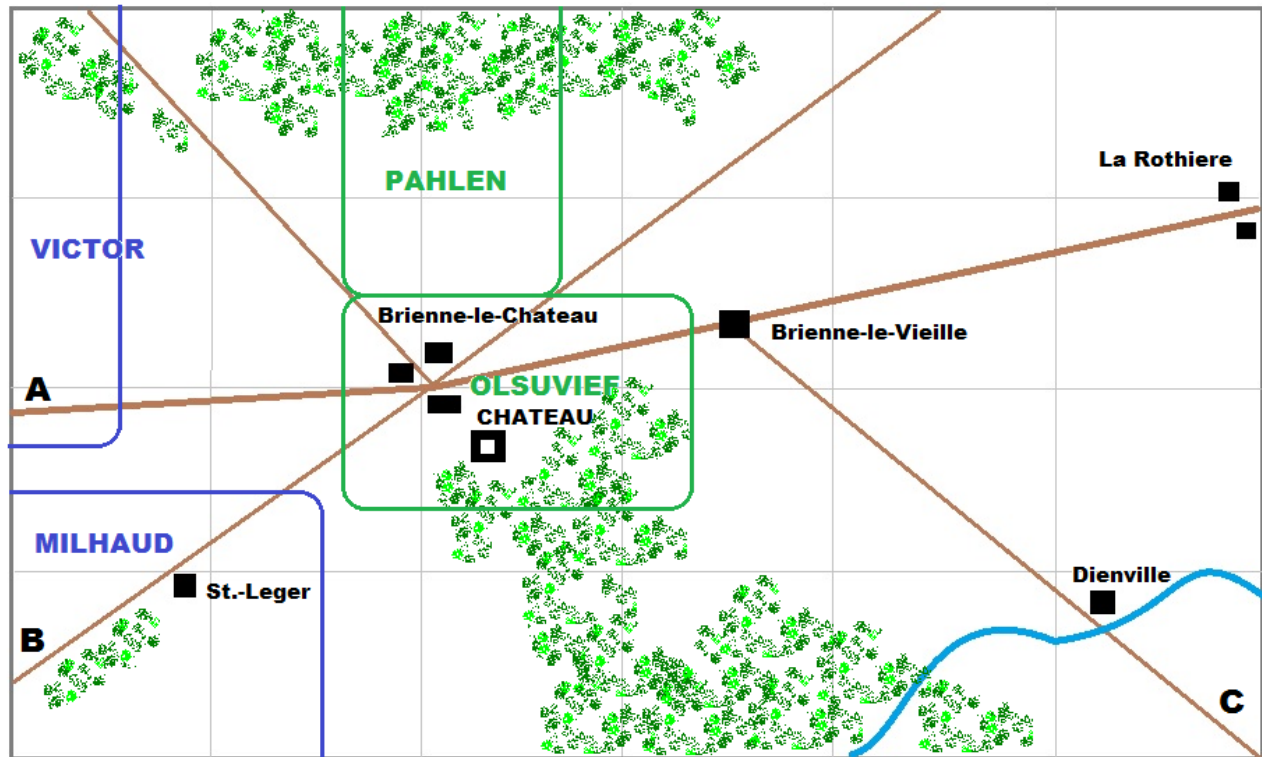 La Rothiere
PAHLEN
VICTOR
Brienne-le-Chateau
Brienne-le-Vieille
A
OLSUVIEF
CHATEAU
MILHAUD
Dienville
St.-Leger
B
C